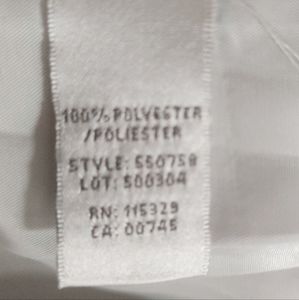 100% POLYESTER
/POLIESTER
STYLE: 550758
LOT: 500304
RN: 115329
CA: 00745